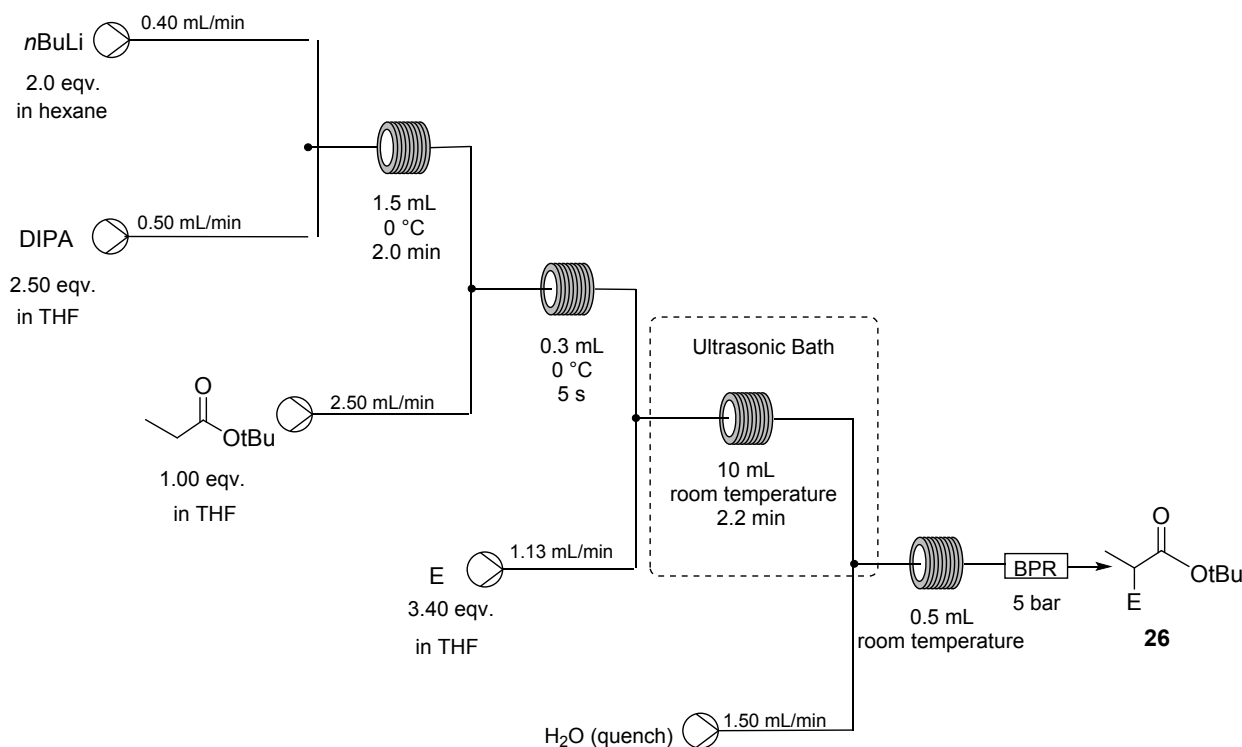 nBuLi
0.40 mL/min
2.0 eqv.
in hexane
DIPA
0.50 mL/min
2.50 eqv.
in THF
1.5 mL
0 °C
2.0 min
O
OtBu
2.50 mL/min
1.00 eqv.
in THF
0.3 mL
0 °C
5 s
Ultrasonic Bath
10 mL
room temperature
2.2 min
E
1.13 mL/min
3.40 eqv.
in THF
0.5 mL
room temperature
BPR
5 bar
O
OtBu
E
26
H₂O (quench)
1.50 mL/min